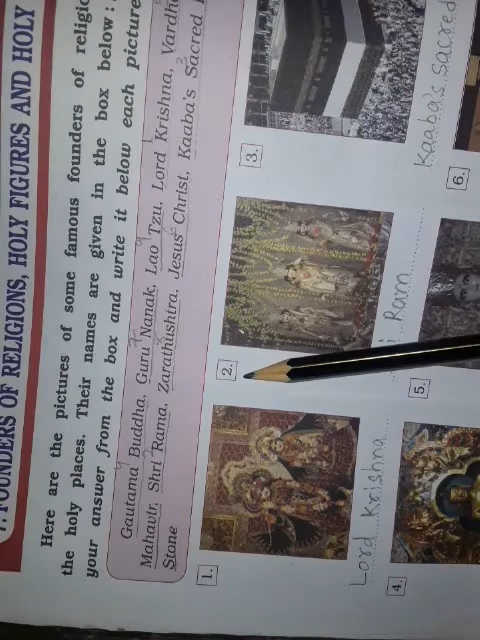 FOUNDERS OF RELIGIONS, HOLY FIGURES AND HOLY
Here are the pictures of some famous founders of
the holy places. Their names are given in the box below:
your answer from the box and write it below each picture
Gautama Buddha, Guru Nanak, Lao Tzu, Lord Krishna,
Mahavir, Shri Rama, Zarathushtra, Jesus Christ, Kaaba's Sacred
Stone
1.
Lord Krishna
2.
Ram
3.
Kaaba's sacred
4.
5.
6.